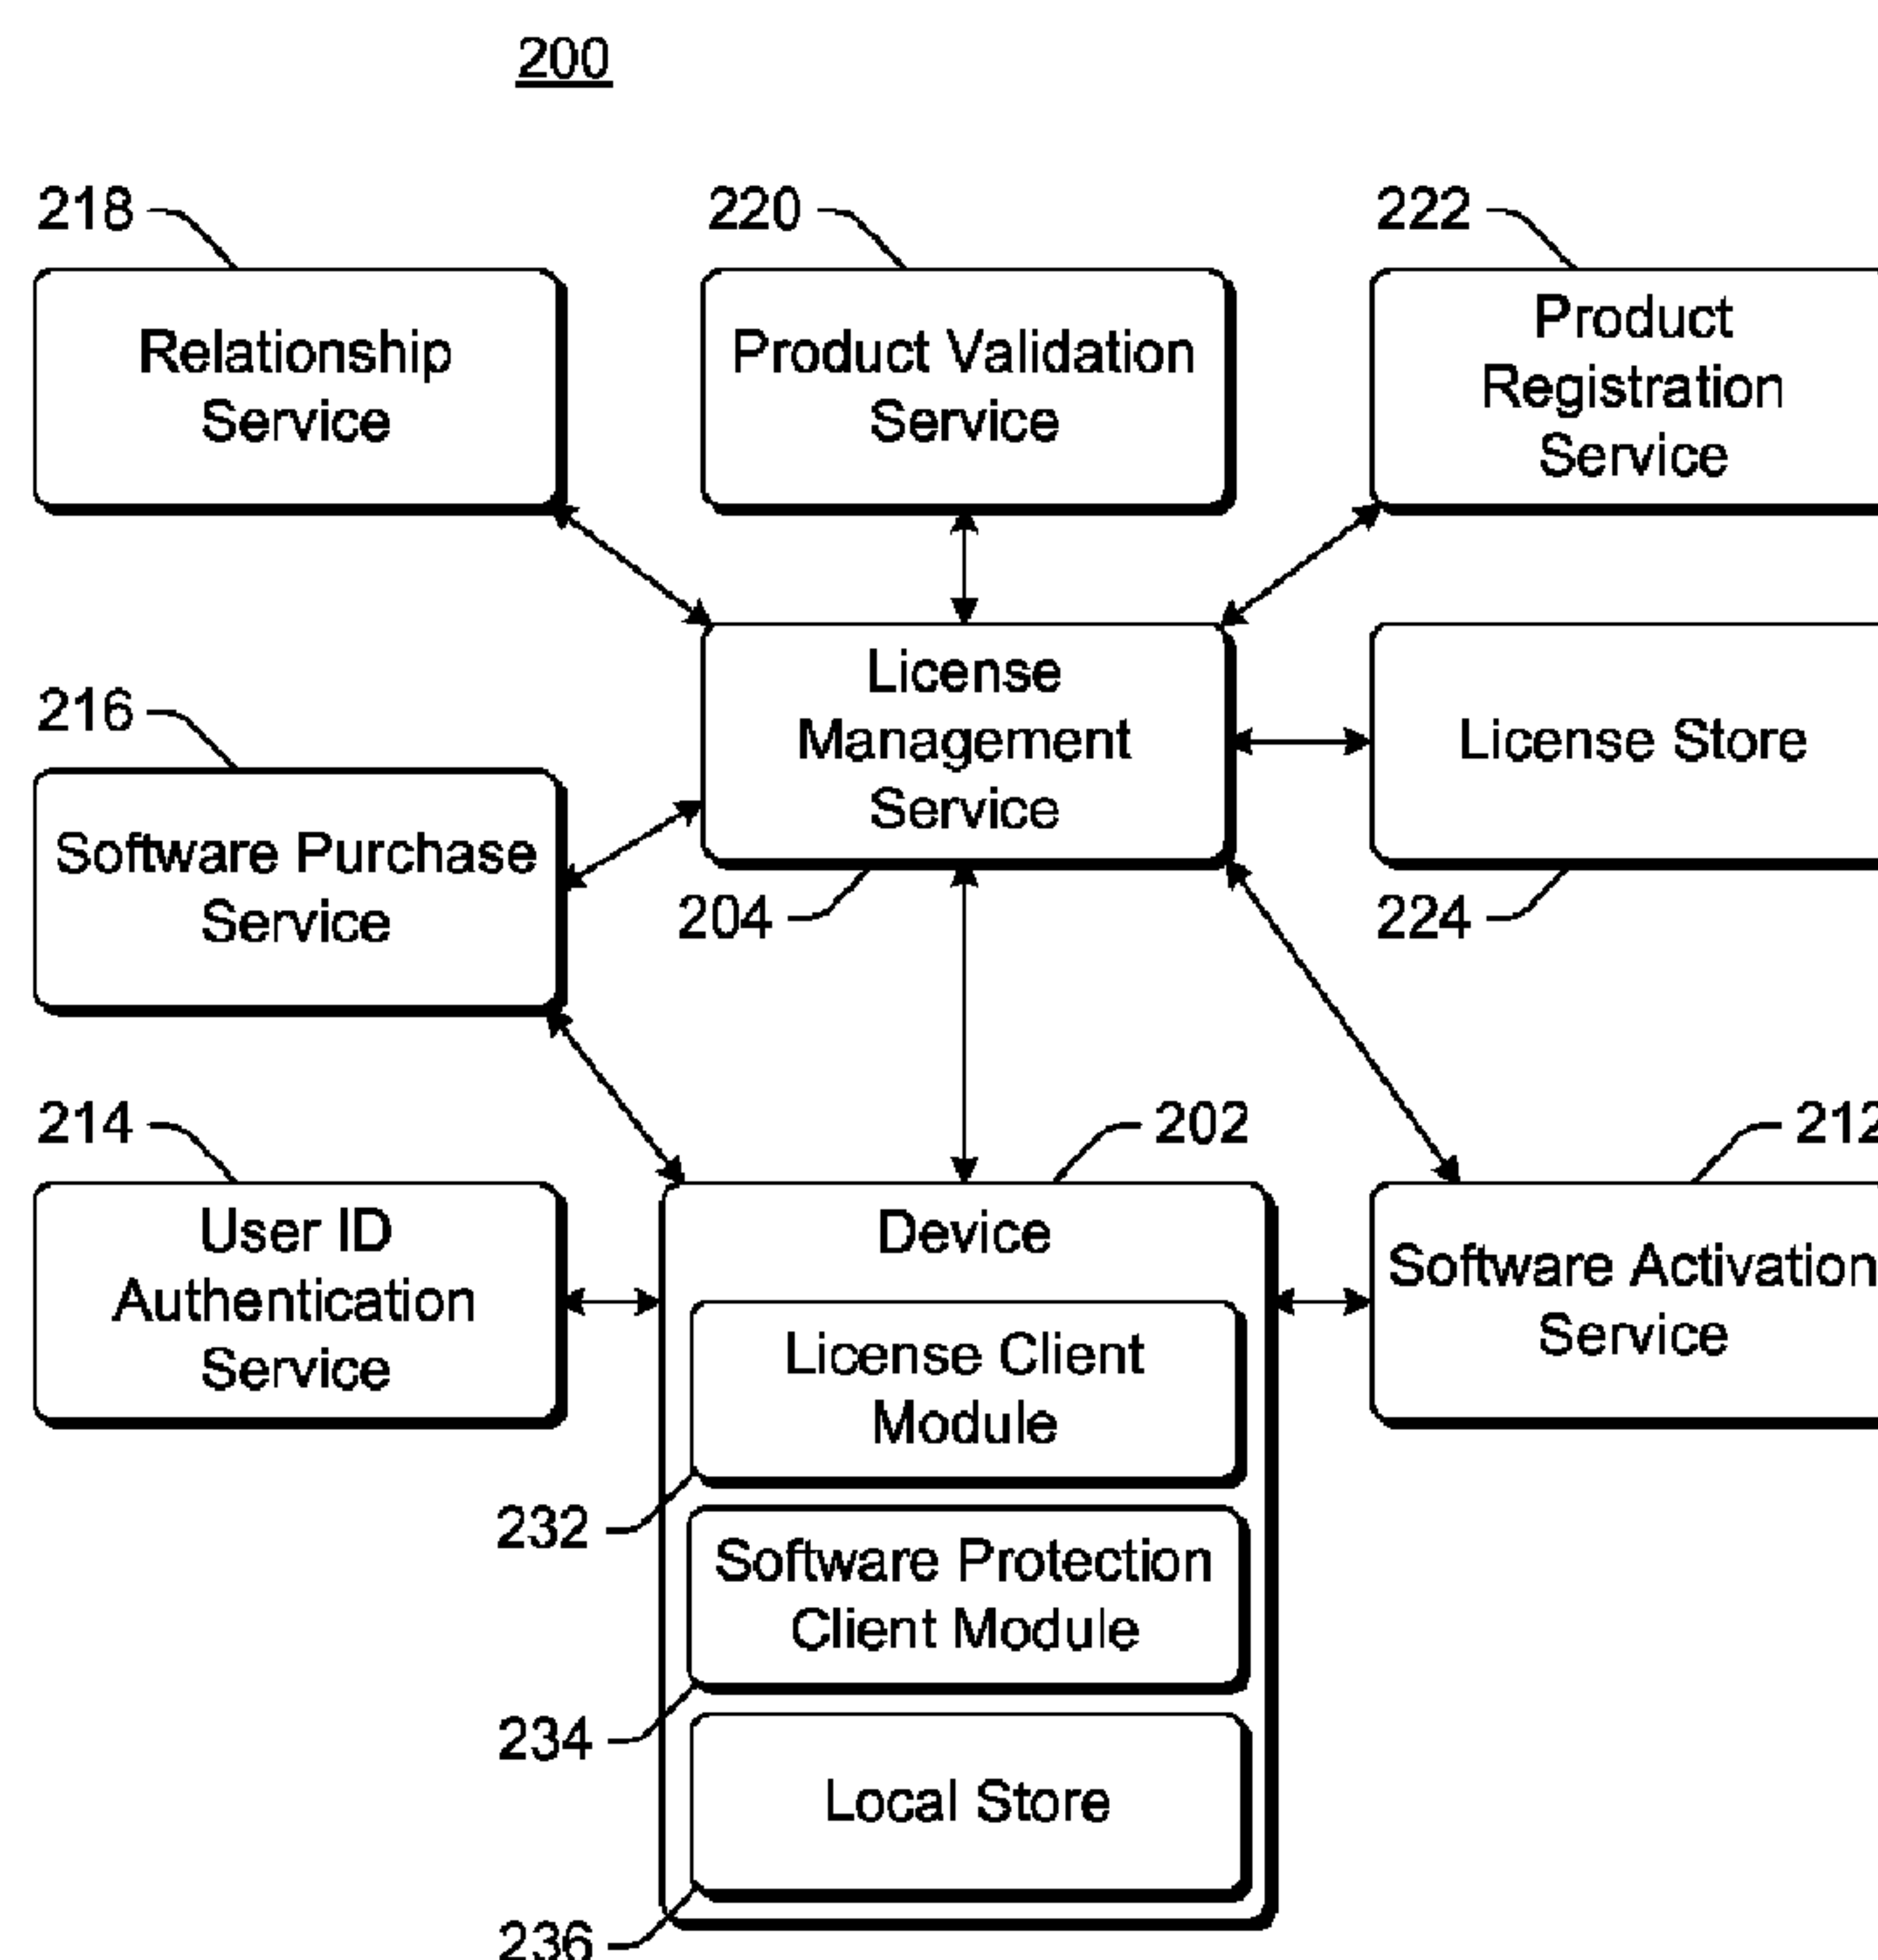 200
218
220
222
Relationship
Service
Product Validation
Service
Product
Registration
Service
License
Management
Service
License Store
216
Software Purchase
Service
204
224
214
202
212
User ID
Authentication
Service
Device
Software Activation
Service
License Client
Module
232
Software Protection
Client Module
234
Local Store
236